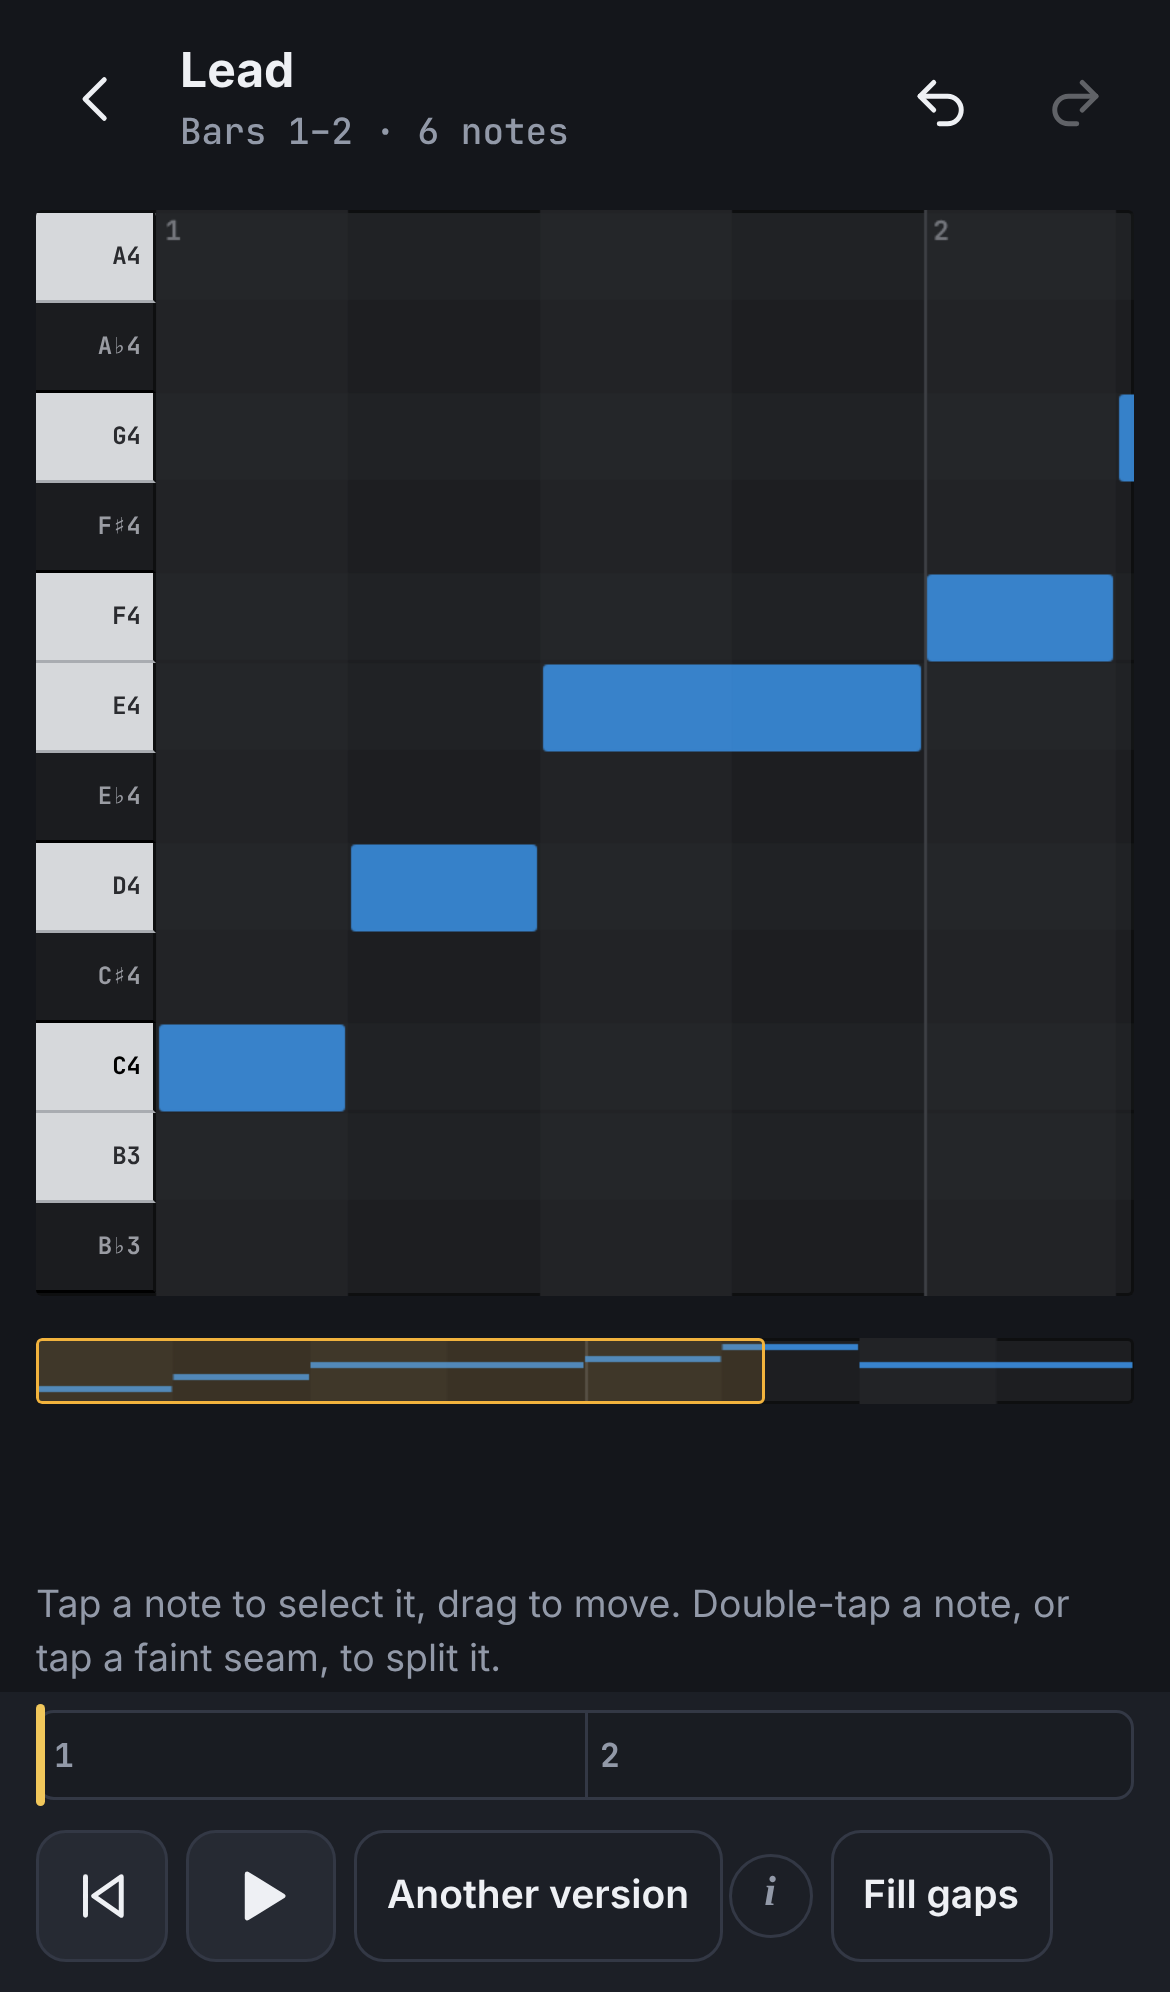 Lead
Bars 1–2 · 6 notes
1
2
A4
A♭4
G4
F♯4
F4
E4
E♭4
D4
C♯4
C4
B3
B♭3
Tap a note to select it, drag to move. Double-tap a note, or
tap a faint seam, to split it.
1
2
Another version
i
Fill gaps